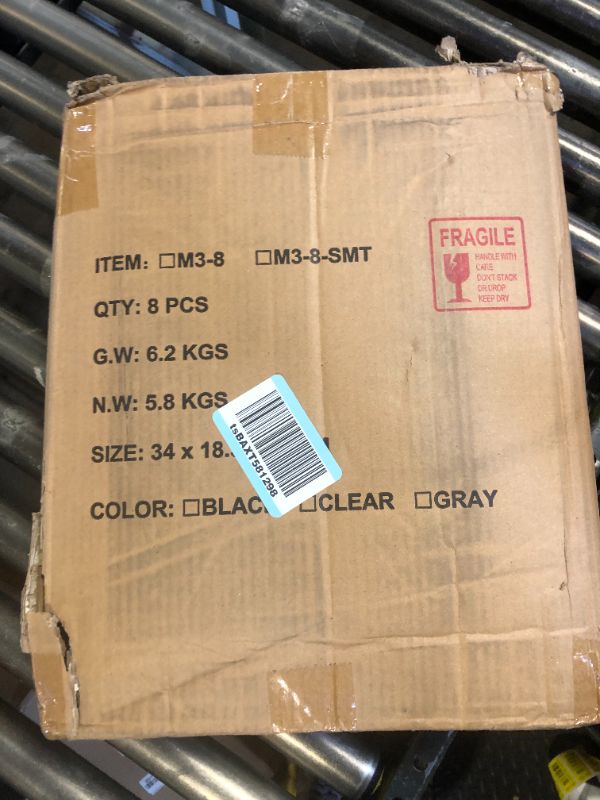 ITEM: ☐M3-8 ☐M3-8-SMT
FRAGILE
HANDLE WITH
CARE
DON'T STACK
OR DROP
KEEP DRY
QTY: 8 PCS
G.W: 6.2 KGS
N.W: 5.8 KGS
SIZE: 34 x 18.
tsBAXT581298
COLOR: ☐BLAC ☐CLEAR ☐GRAY